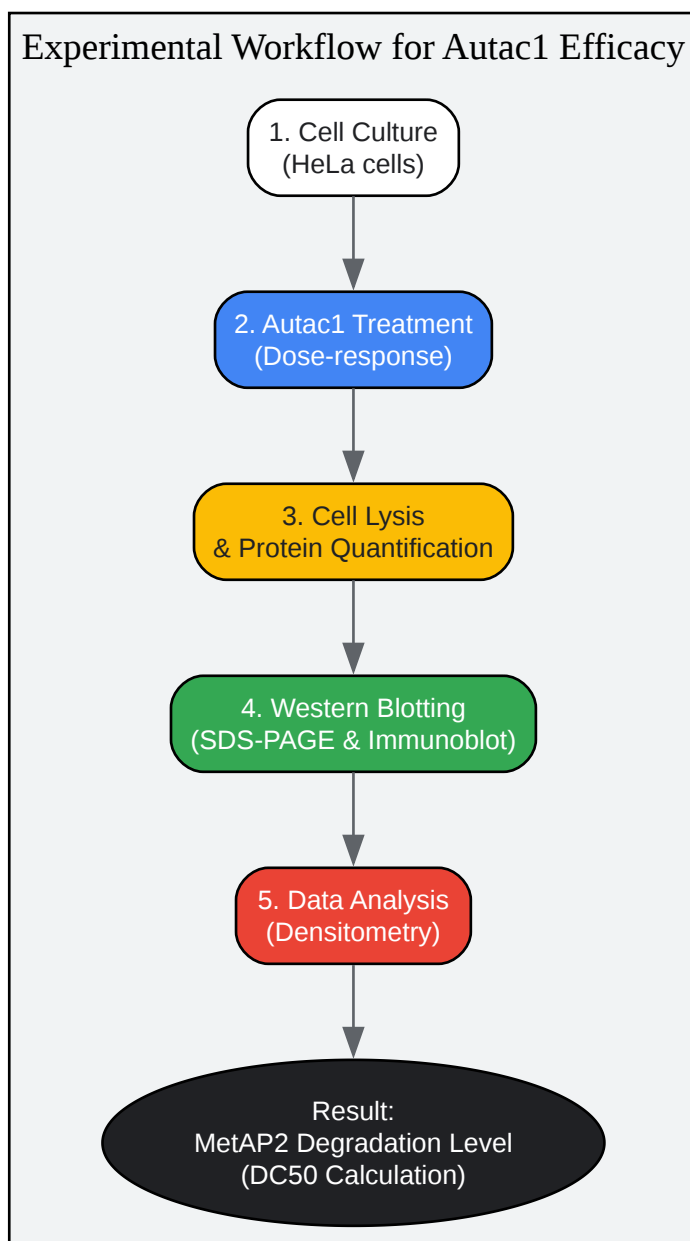 Experimental Workflow for Autac1 Efficacy
1. Cell Culture
(HeLa cells)
2. Autac1 Treatment
(Dose-response)
3. Cell Lysis
& Protein Quantification
4. Western Blotting
(SDS-PAGE & Immunoblot)
5. Data Analysis
(Densitometry)
Result:
MetAP2 Degradation Level
(DC50 Calculation)